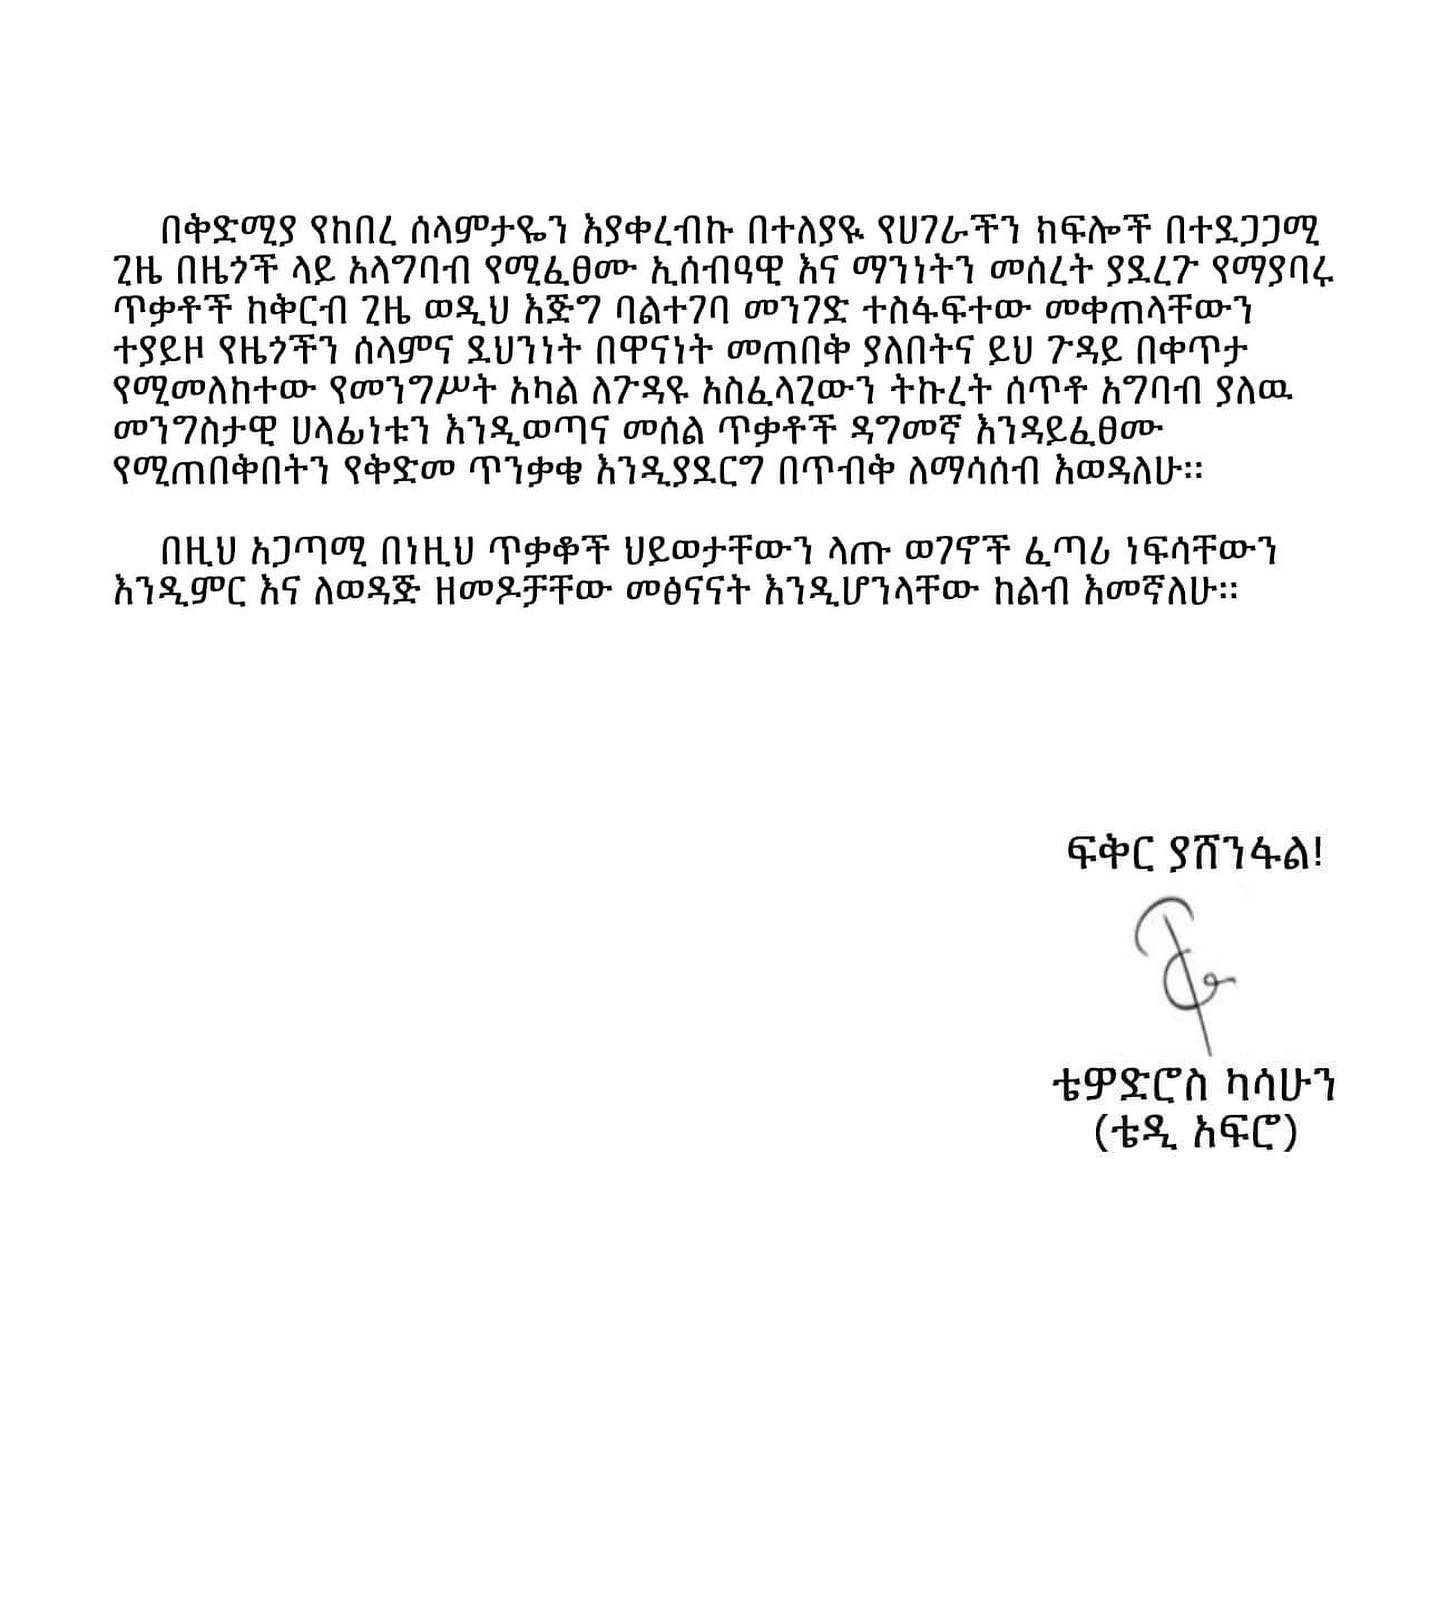 በቅድሚያ የከበረ ሰላምታዬን እያቀረብኩ በተለያዪ የሀገራችን ክፍሎች በተደጋጋሚ
ጊዜ በዜጎች ላይ አላግባብ የሚፈፀሙ ኢሰብዓዊ እና ማንነትን መሰረት ያደረጉ የማያባሩ
ጥቃቶች ከቅርብ ጊዜ ወዲህ እጅግ ባልተገባ መንገድ ተስፋፍተው መቀጠላቸውን
ተያይዞ የዜጎችን ሰላምና ደህንነት በዋናነት መጠበቅ ያለበትና ይህ ጉዳይ በቀጥታ
የሚመለከተው የመንግሥት አካል ለጉዳዩ አስፈላጊውን ትኩረት ሰጥቶ አግባብ ያለዉ
መንግስታዊ ሀላፊነቱን እንዲወጣና መሰል ጥቃቶች ዳግመኛ እንዳይፈፀሙ
የሚጠበቅበትን የቅድመ ጥንቃቄ እንዲያደርግ በጥብቅ ለማሳሰብ እወዳለሁ፡፡
በዚህ አጋጣሚ በነዚህ ጥቃቆች ህይወታቸውን ላጡ ወገኖች ፈጣሪ ነፍሳቸውን
እንዲምር እና ለወዳጅ ዘመዶቻቸው መፅናናት እንዲሆንላቸው ከልብ እመኛለሁ፡፡
ፍቅር ያሸንፋል!
ቴዎድሮስ ካሳሁን
(ቴዲ አፍሮ)